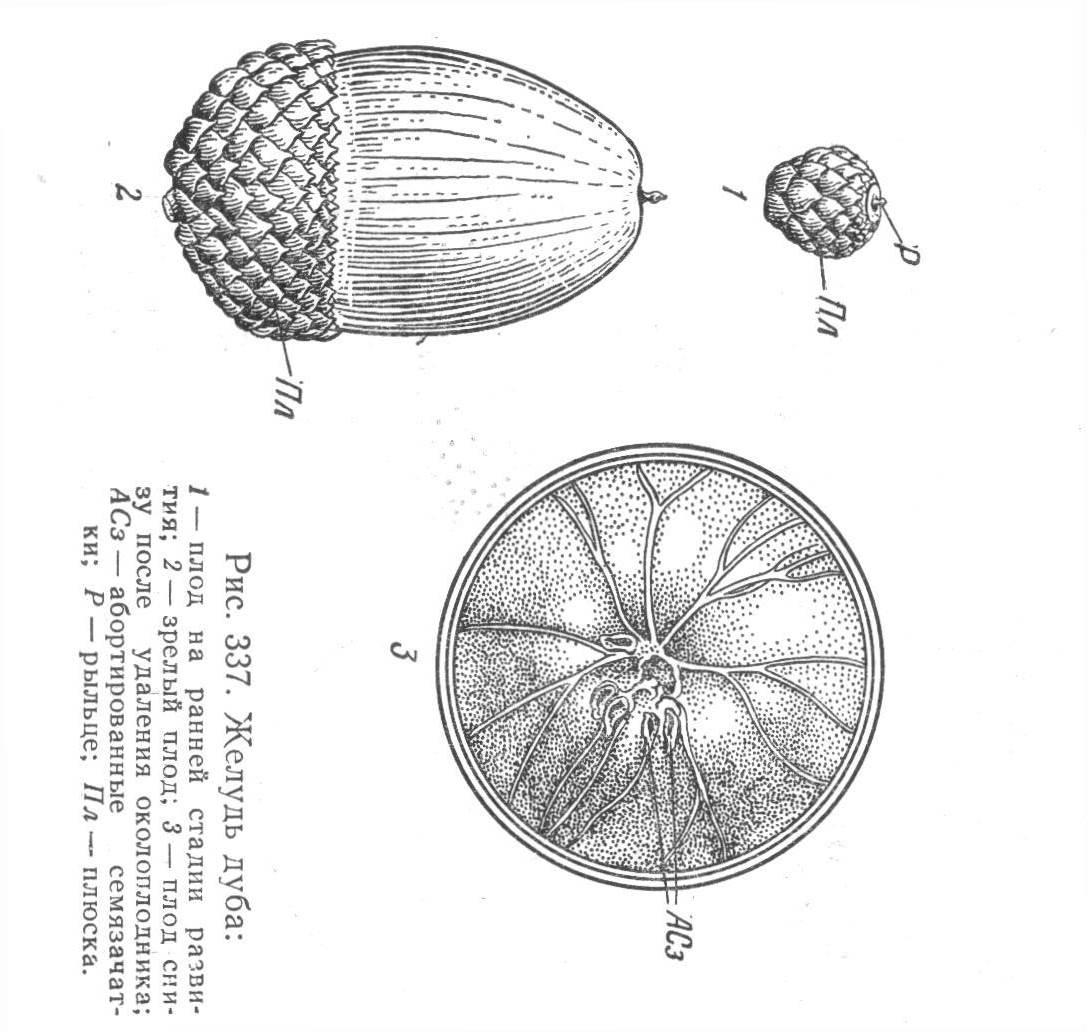 1
Р
Пл
2
Пл
3
АСз
Рис. 337. Желудь дуба:
1 — плод на ранней стадии разви-
тия; 2 — зрелый плод; 3 — плод сни-
зу после удаления околоплодника;
АСз — абортированные семязачат-
ки; Р — рыльце; Пл — плюска.